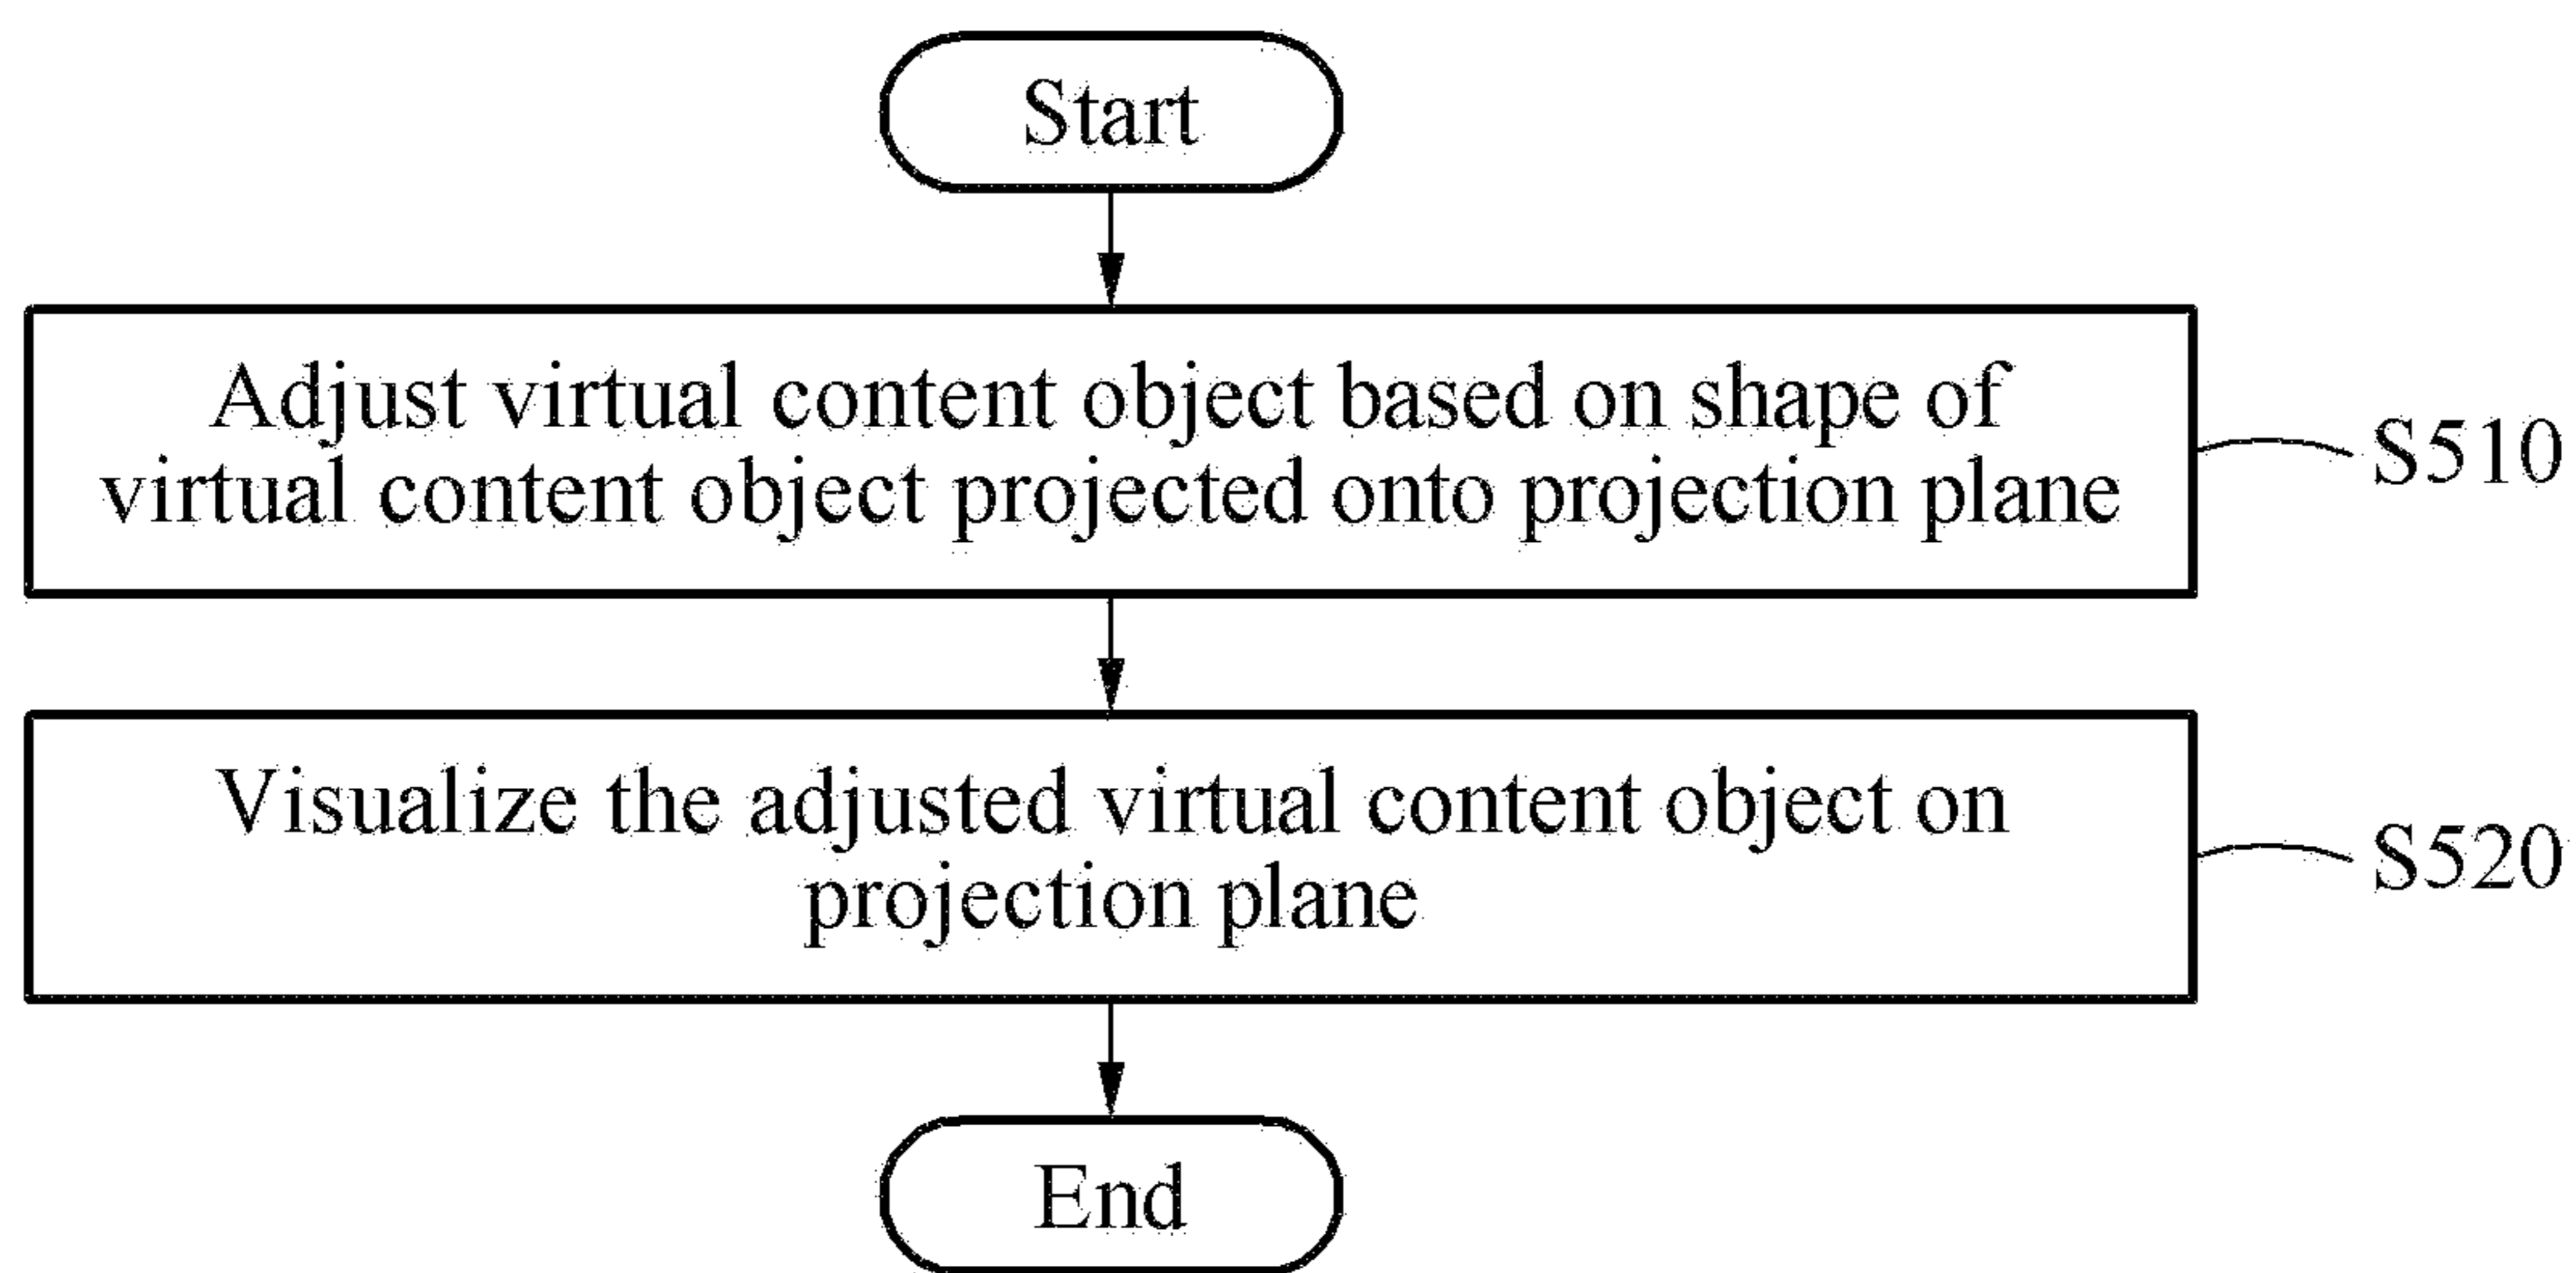 Start
Adjust virtual content object based on shape of
virtual content object projected onto projection plane
S510
Visualize the adjusted virtual content object on
projection plane
S520
End